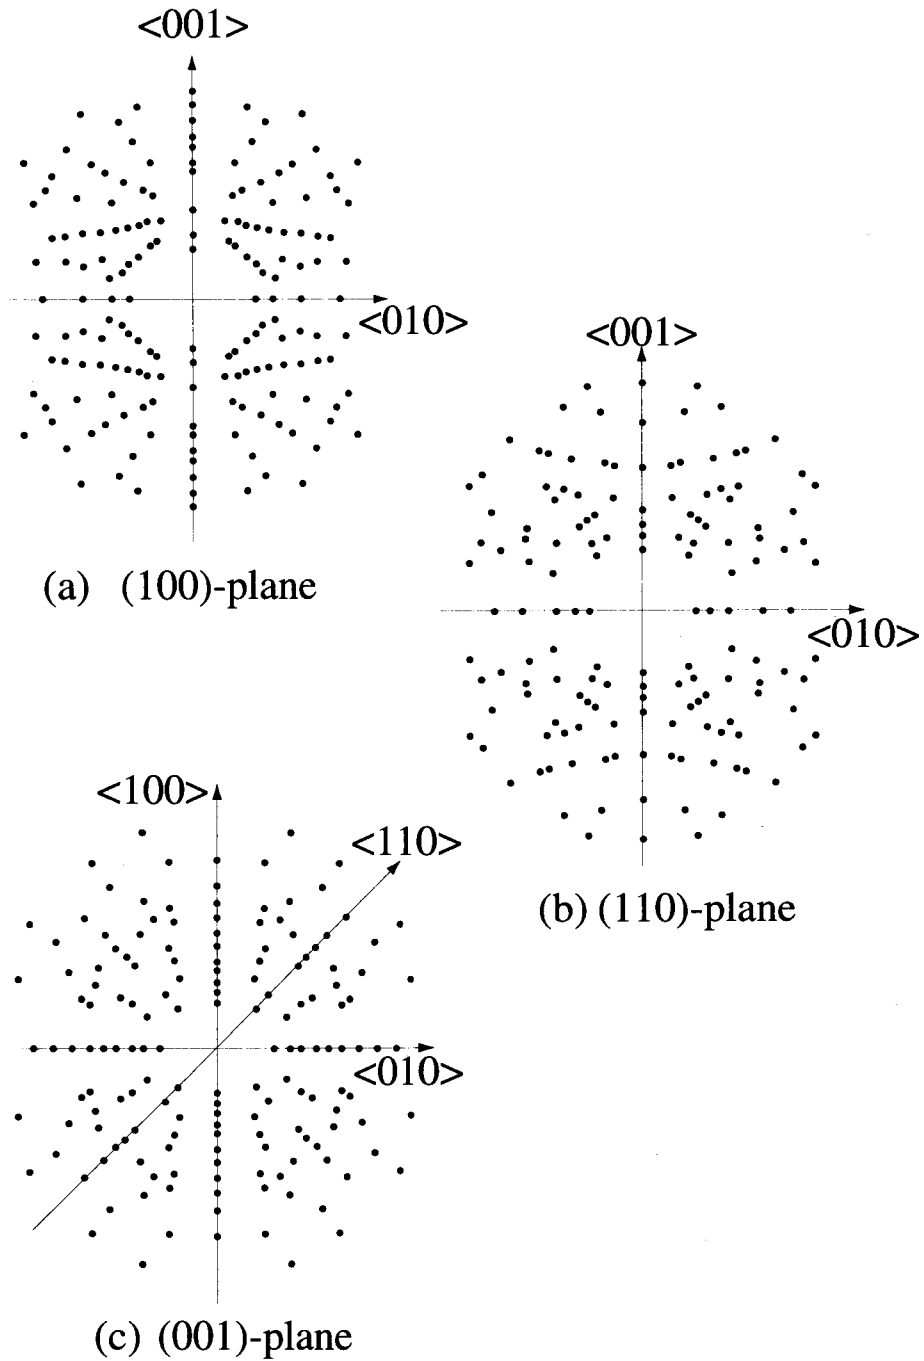 <001>
<010>
(a) (100)-plane
<001>
<010>
(b) (110)-plane
<100>
<110>
<010>
(c) (001)-plane